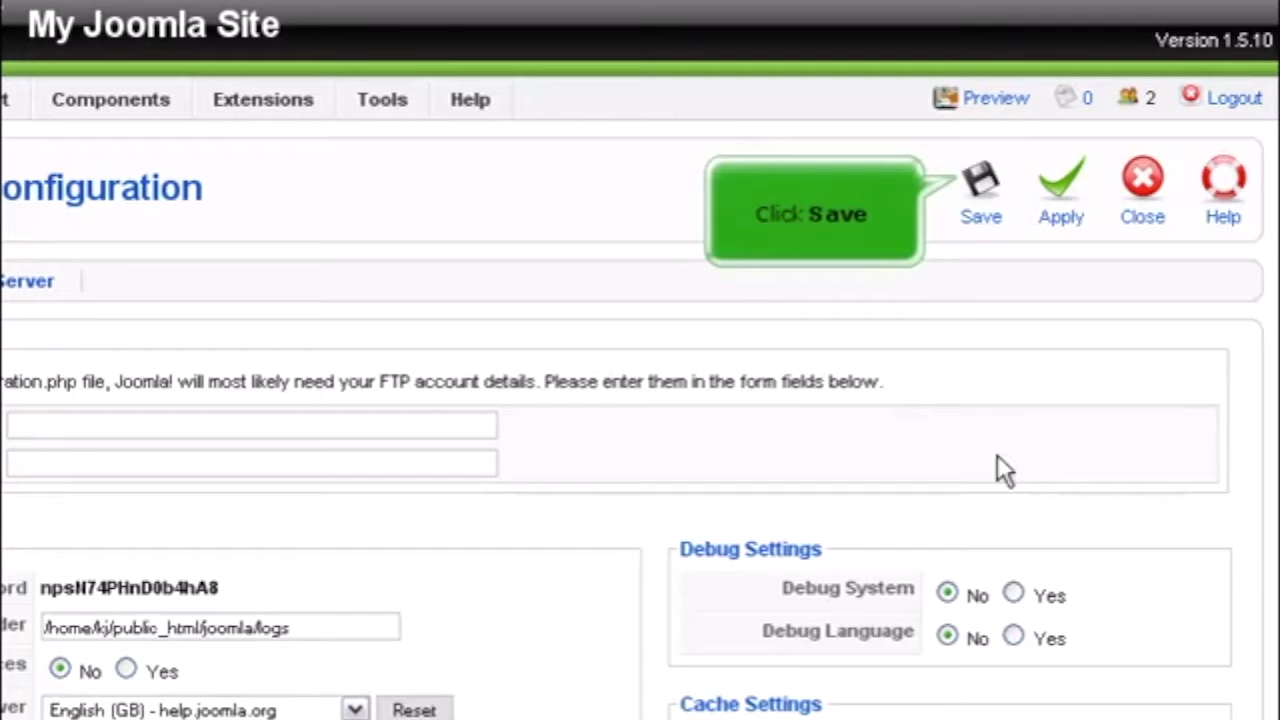 My Joomla Site
Version 1.5.10
t Components Extensions Tools Help Preview 0 2 Logout
onfiguration
Click Save
Save Apply Close Help
Server
ration.php file, Joomla! will most likely need your FTP account details. Please enter them in the form fields below.
Debug Settings
ord npsN74PHnD0b4hA8
Debug System No Yes
der /home/kj/public_html/joomla/logs
Debug Language No Yes
ces No Yes
ver English (GB) - help.joomla.org Reset
Cache Settings